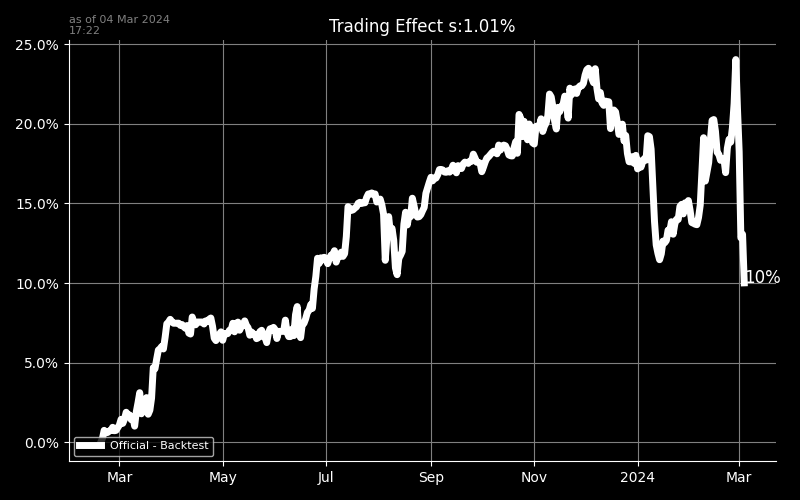 as of 04 Mar 2024
17:22
Trading Effect s:1.01%
25.0%
20.0%
15.0%
10.0%
5.0%
0.0%
10%
Official - Backtest
Mar
May
Jul
Sep
Nov
2024
Mar